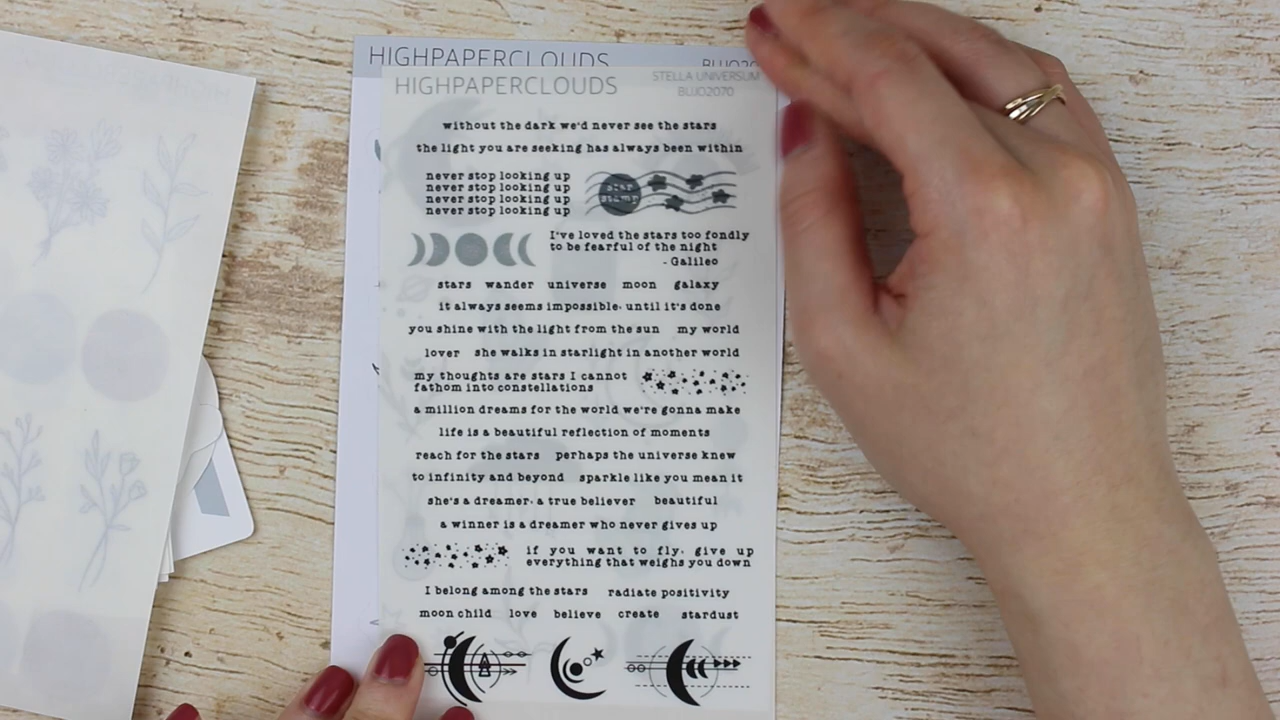 HIGHPAPERCLOUDS
HIGHPAPERCLOUDS
STELLA UNIVERSUM
BUJO2070
without the dark we'd never see the stars
the light you are seeking has always been within
never stop looking up
never stop looking up
never stop looking up
never stop looking up
star
stamp
I've loved the stars too fondly
to be fearful of the night
- Galileo
stars wander universe moon galaxy
it always seems impossible. until it's done
you shine with the light from the sun my world
lover she walks in starlight in another world
my thoughts are stars I cannot
fathom into constellations
a million dreams for the world we're gonna make
life is a beautiful reflection of moments
reach for the stars perhaps the universe knew
to infinity and beyond sparkle like you mean it
she's a dreamer. a true believer beautiful
a winner is a dreamer who never gives up
if you want to fly. give up
everything that weighs you down
I belong among the stars radiate positivity
moon child love believe create stardust